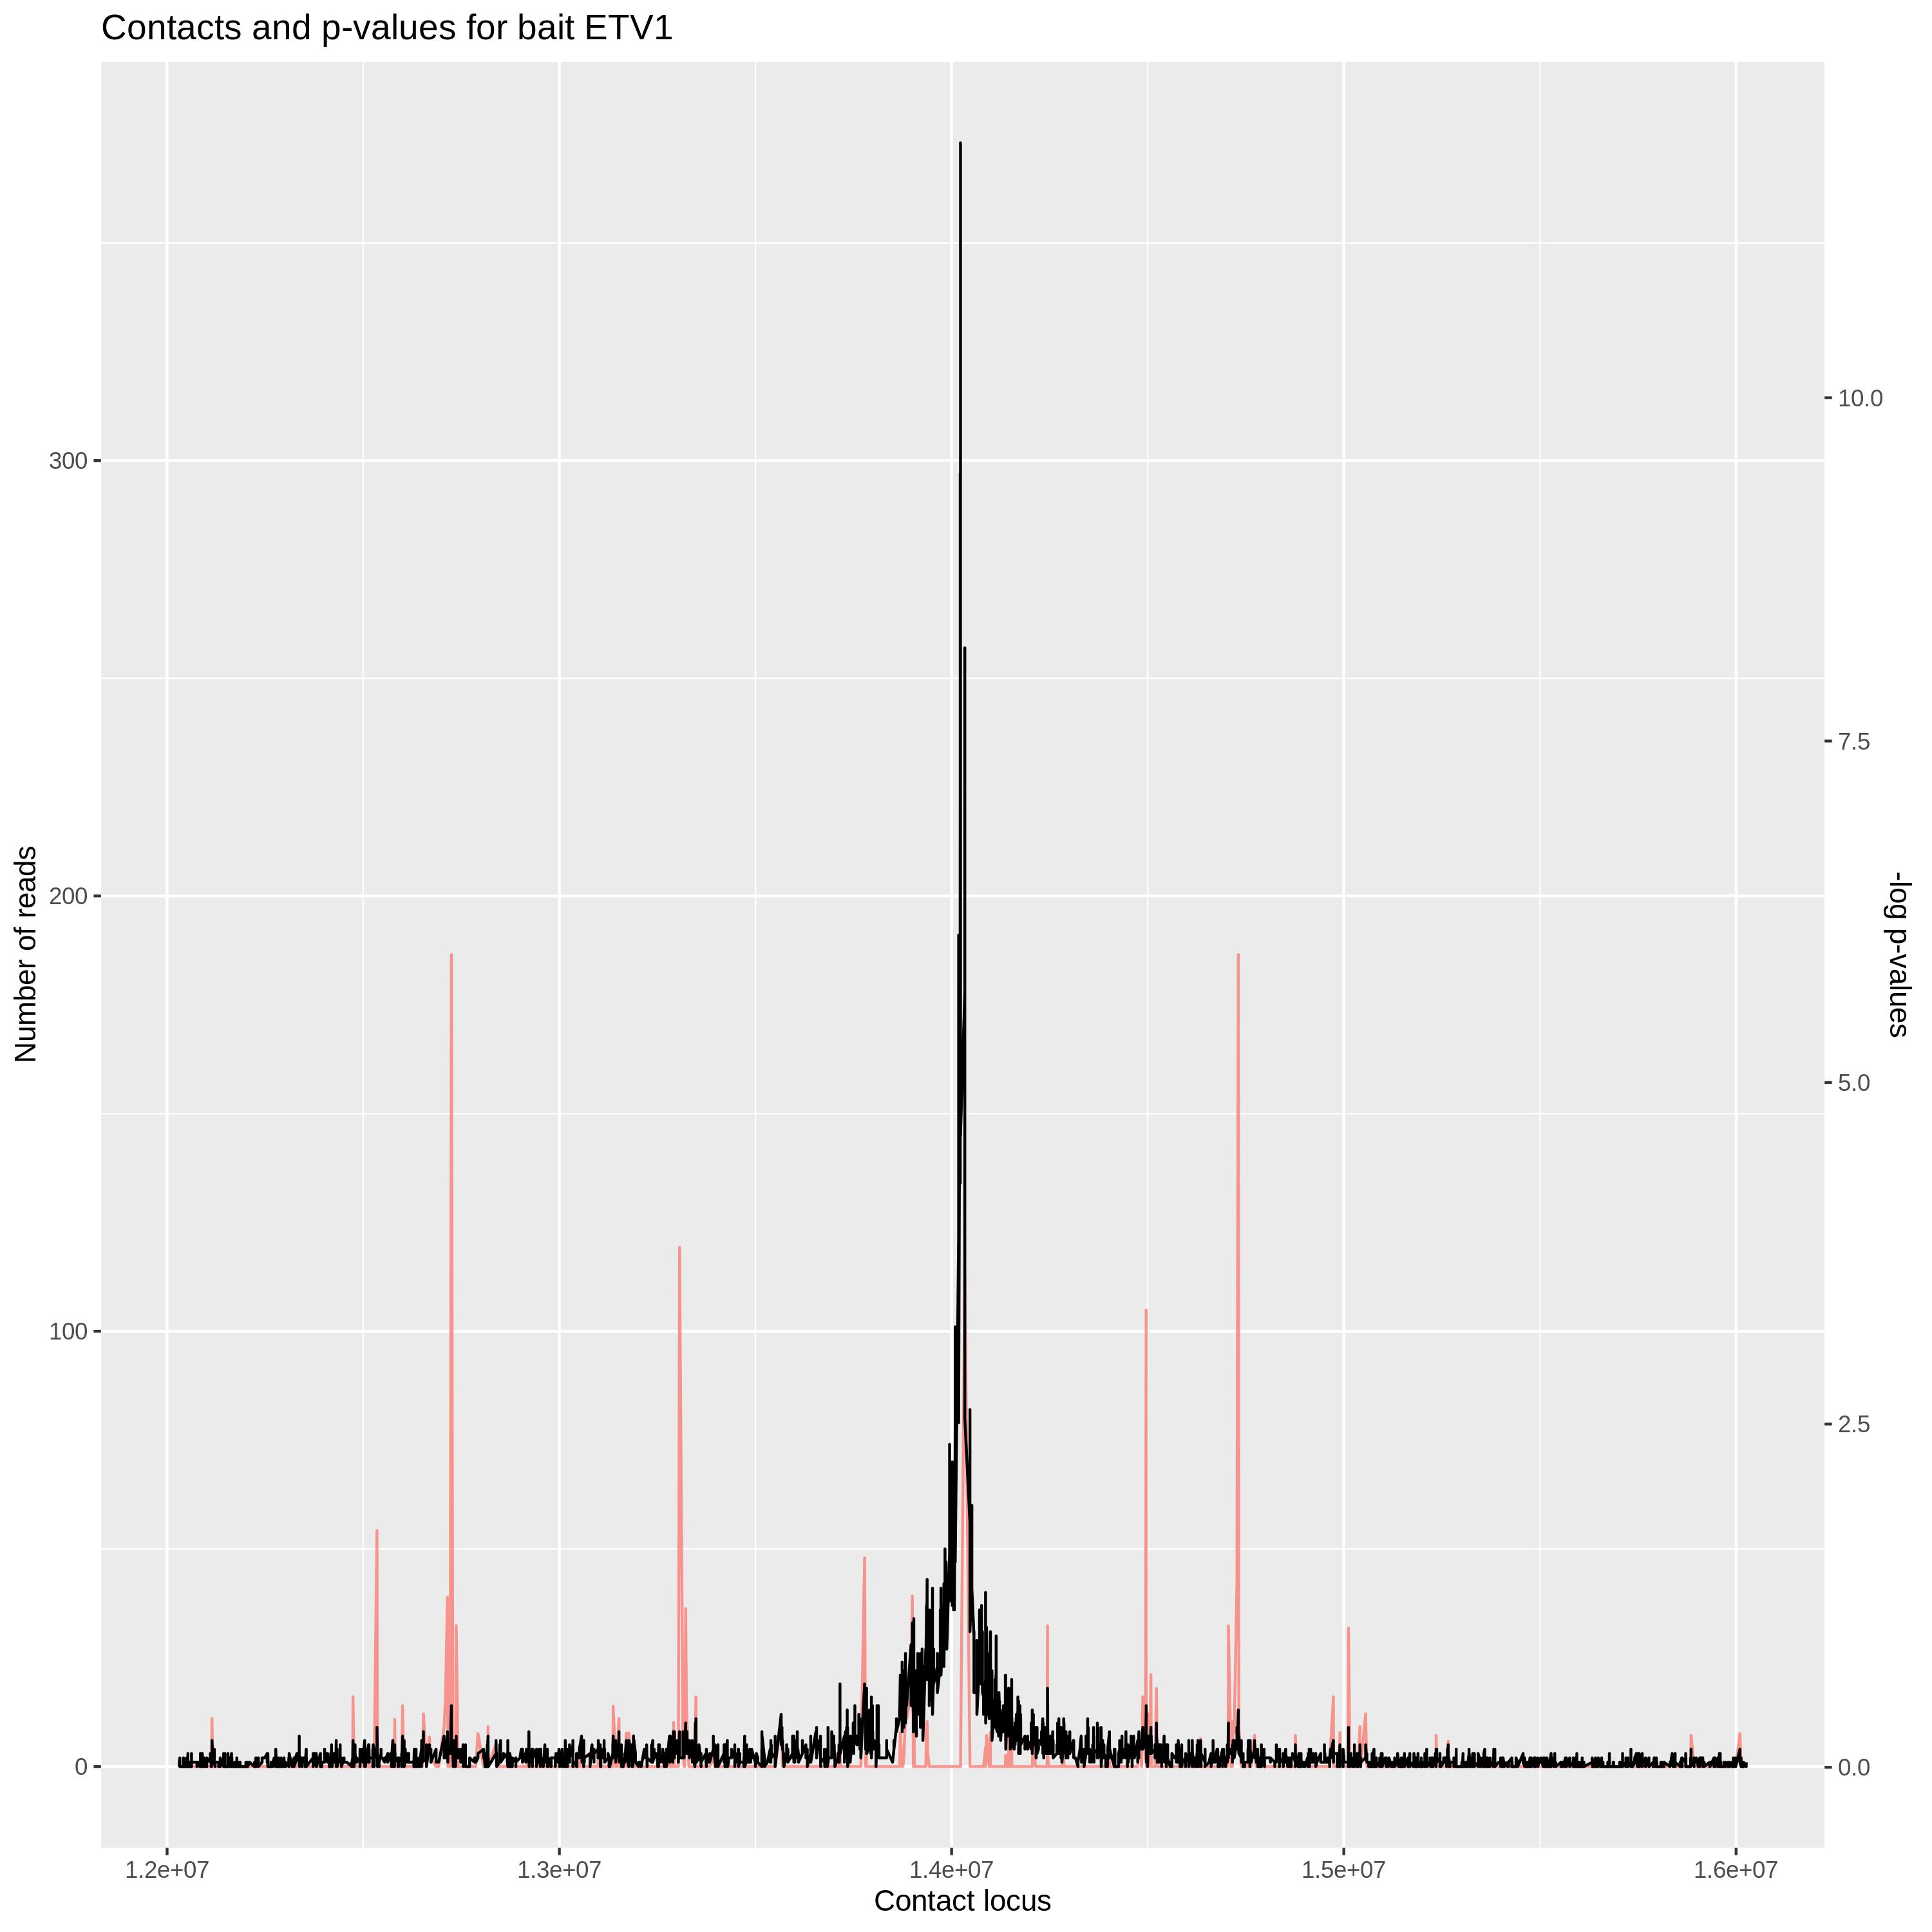 Contacts and p-values for bait ETV1
Number of reads
300
200
100
0
10.0
7.5
5.0
2.5
0.0
-log p-values
1.2e+07
1.3e+07
1.4e+07
1.5e+07
1.6e+07
Contact locus